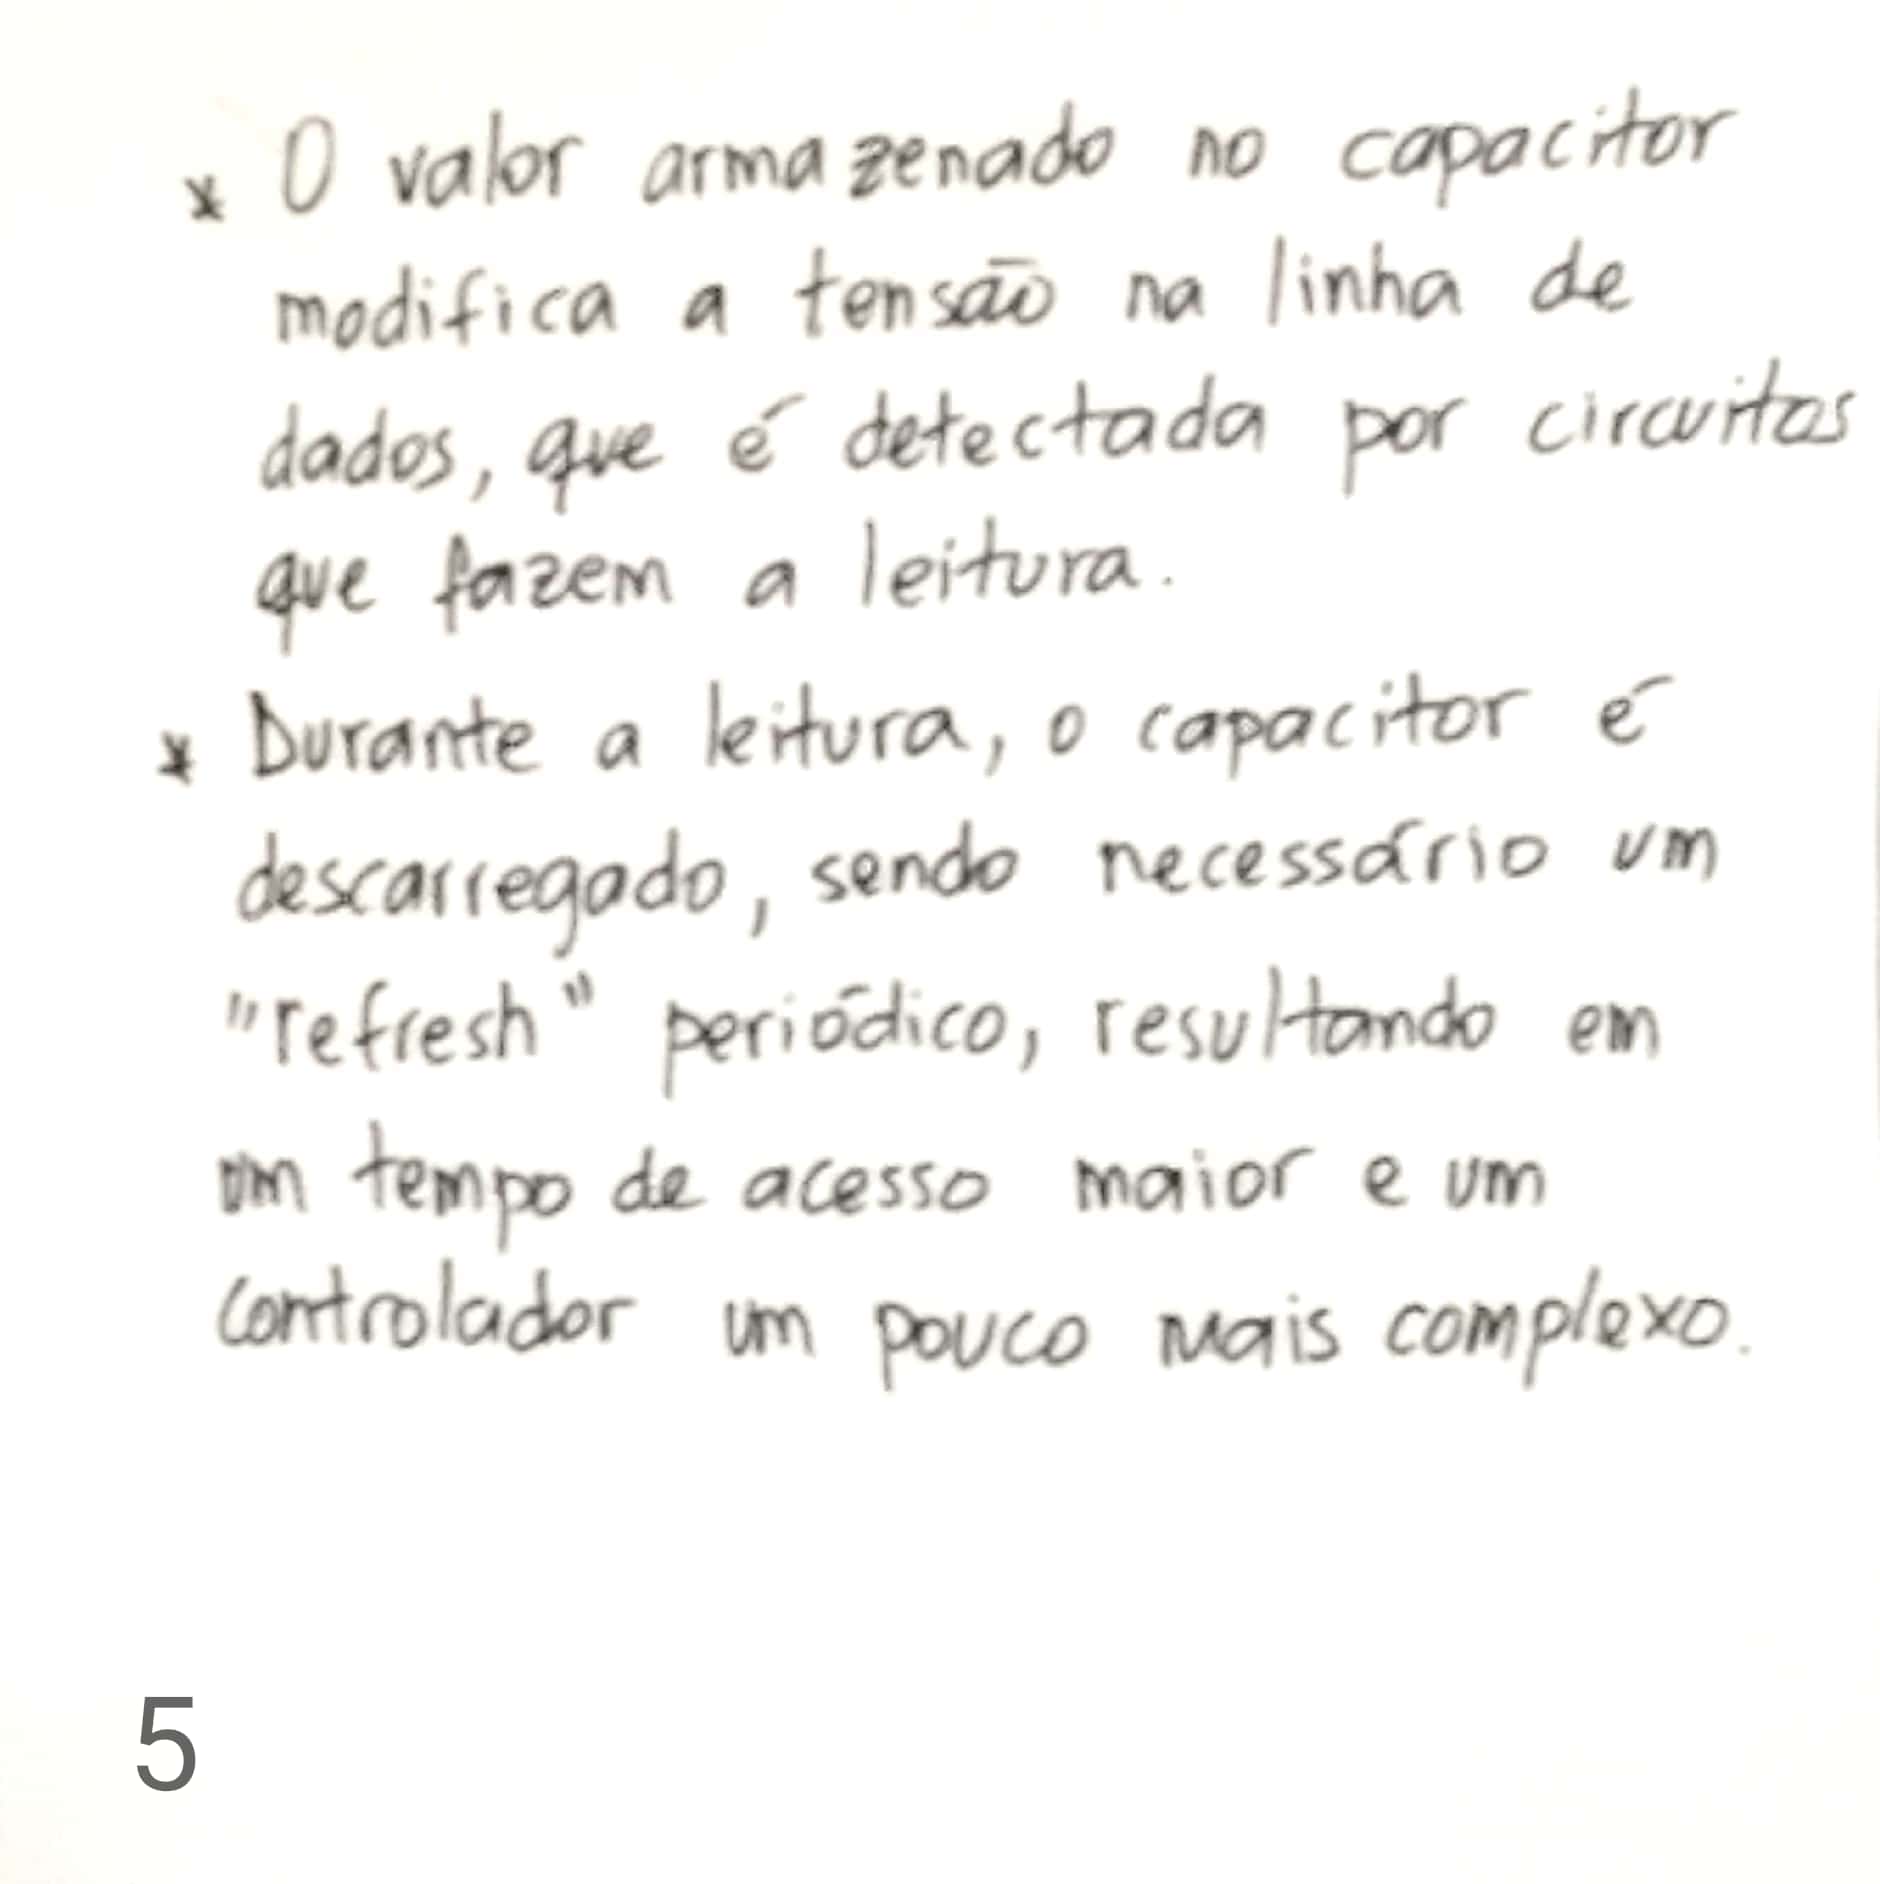 * O valor armazenado no capacitor
modifica a tensão na linha de
dados, que é detectada por circuitos
que fazem a leitura.
* Durante a leitura, o capacitor é
descarregado, sendo necessário um
"refresh" periódico, resultando em
um tempo de acesso maior e um
controlador um pouco mais complexo.
5